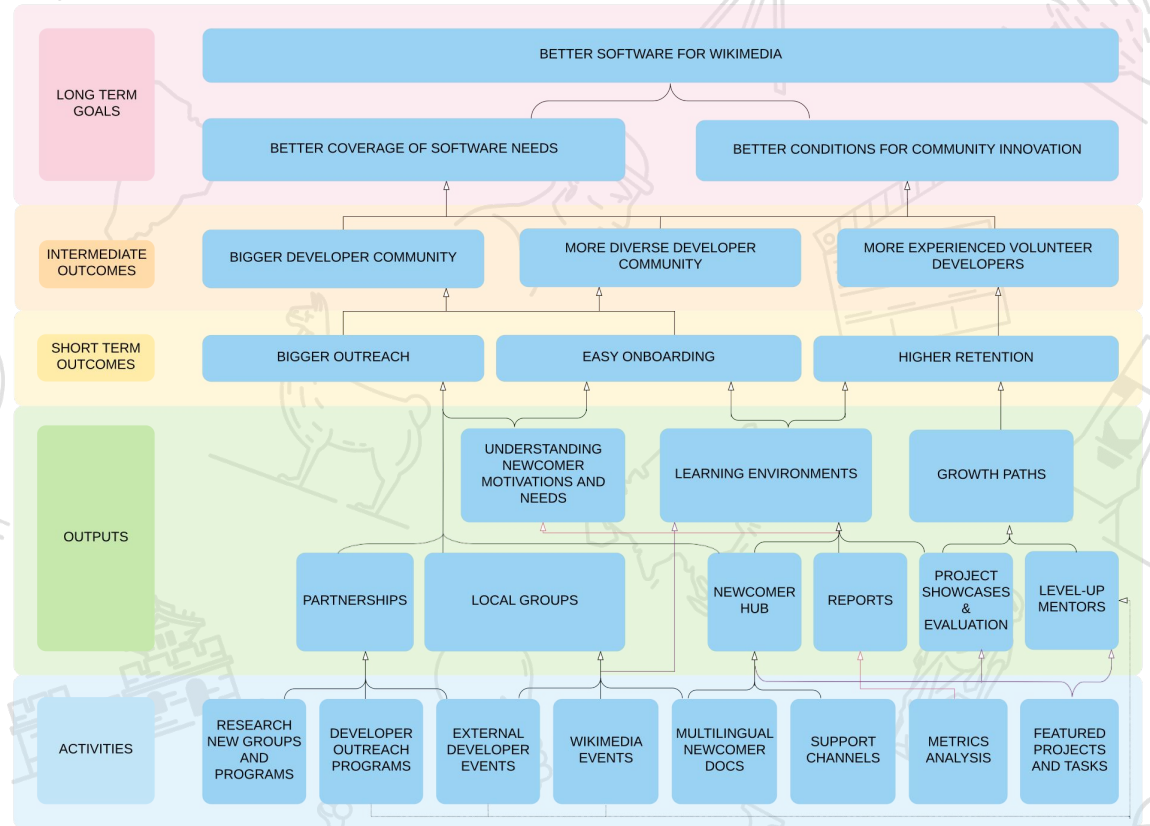 LONG TERM
GOALS
BETTER SOFTWARE FOR WIKIMEDIA
BETTER COVERAGE OF SOFTWARE NEEDS
BETTER CONDITIONS FOR COMMUNITY INNOVATION
INTERMEDIATE
OUTCOMES
BIGGER DEVELOPER COMMUNITY
MORE DIVERSE DEVELOPER
COMMUNITY
MORE EXPERIENCED VOLUNTEER
DEVELOPERS
SHORT TERM
OUTCOMES
BIGGER OUTREACH
EASY ONBOARDING
HIGHER RETENTION
OUTPUTS
UNDERSTANDING
NEWCOMER
MOTIVATIONS AND
NEEDS
LEARNING ENVIRONMENTS
GROWTH PATHS
PARTNERSHIPS
LOCAL GROUPS
NEWCOMER
HUB
REPORTS
PROJECT
SHOWCASES
&
EVALUATION
LEVEL-UP
MENTORS
ACTIVITIES
RESEARCH
NEW GROUPS
AND
PROGRAMS
DEVELOPER
OUTREACH
PROGRAMS
EXTERNAL
DEVELOPER
EVENTS
WIKIMEDIA
EVENTS
MULTILINGUAL
NEWCOMER
DOCS
SUPPORT
CHANNELS
METRICS
ANALYSIS
FEATURED
PROJECTS
AND TASKS